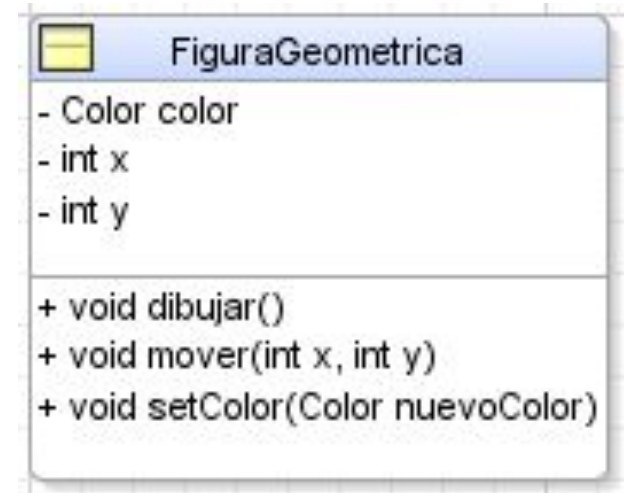 FiguraGeometrica
- Color color
- int x
- int y
+ void dibujar()
+ void mover(int x, int y)
+ void setColor(Color nuevoColor)